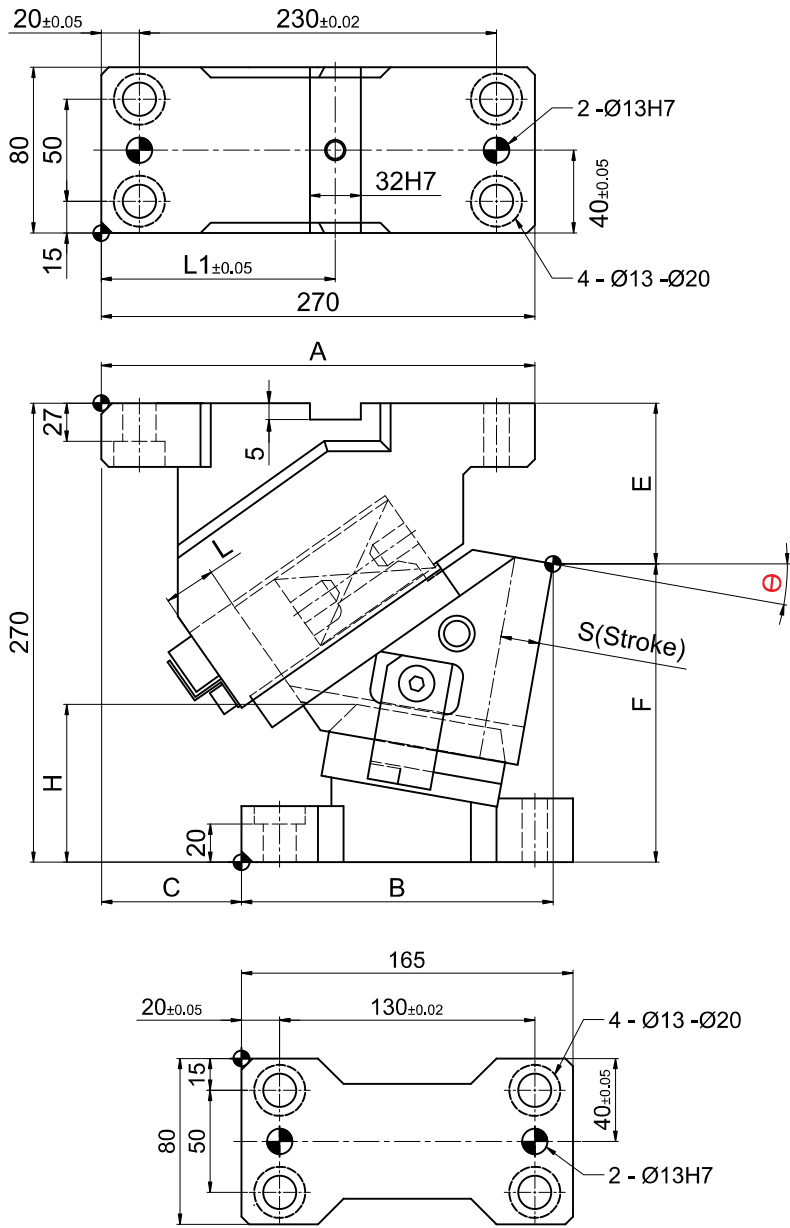 20±0.05
230±0.02
2 -Ø13H7
80
50
32H7
40±0.05
15
L1±0.05
4 - Ø13 -Ø20
270
A
27
5
E
L
Θ
270
S(Stroke)
F
H
20
C
B
165
20±0.05
130±0.02
4 - Ø13 -Ø20
15
40±0.05
80
50
2 - Ø13H7